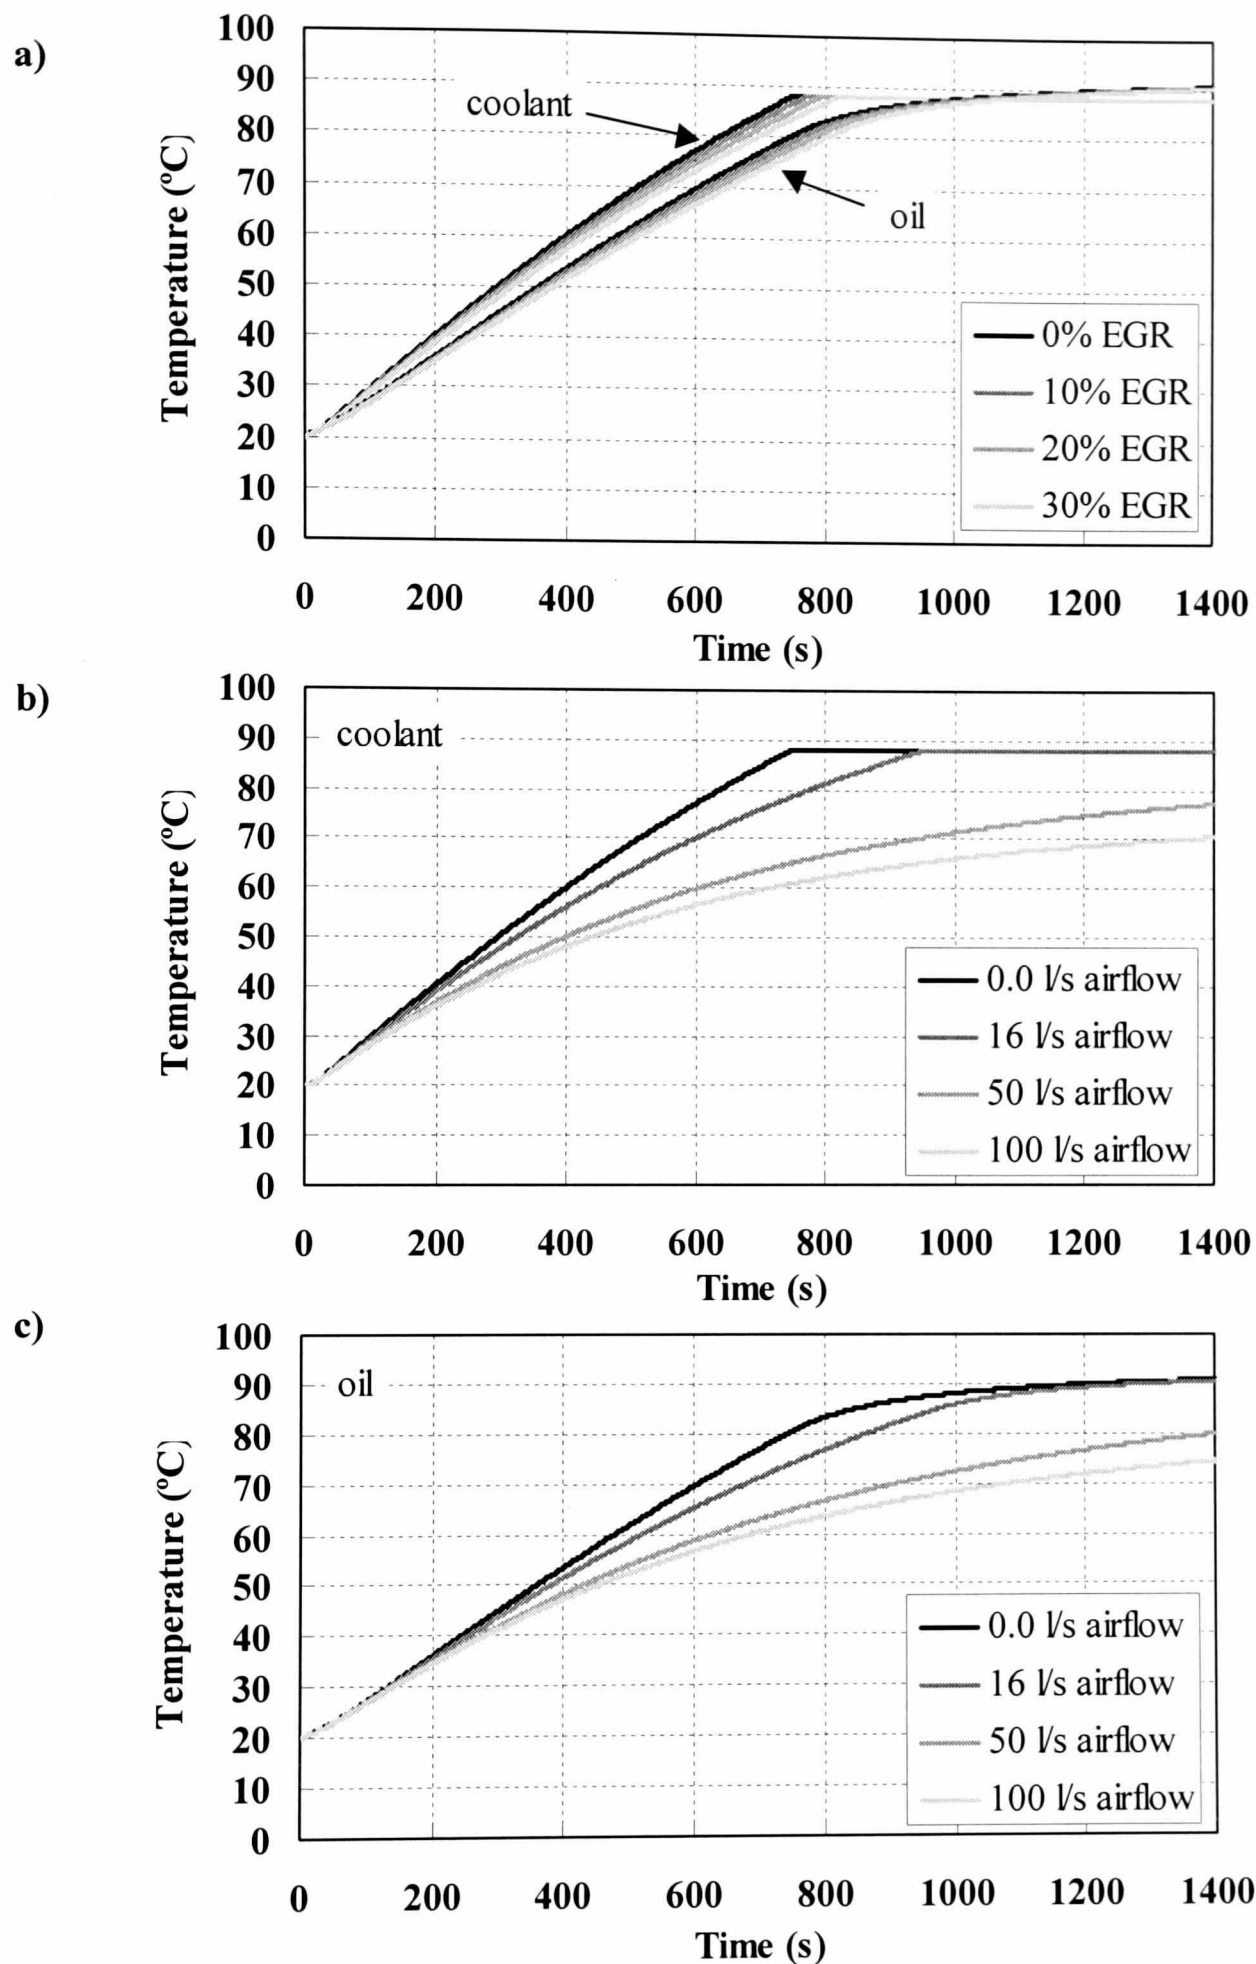 a)
100
90
80
70
60
50
40
30
20
10
0
Temperature (ºC)
coolant
oil
0% EGR
10% EGR
20% EGR
30% EGR
0 200 400 600 800 1000 1200 1400
Time (s)
b)
100
90
80
70
60
50
40
30
20
10
0
Temperature (ºC)
coolant
0.0 l/s airflow
16 l/s airflow
50 l/s airflow
100 l/s airflow
0 200 400 600 800 1000 1200 1400
Time (s)
c)
100
90
80
70
60
50
40
30
20
10
0
Temperature (ºC)
oil
0.0 l/s airflow
16 l/s airflow
50 l/s airflow
100 l/s airflow
0 200 400 600 800 1000 1200 1400
Time (s)